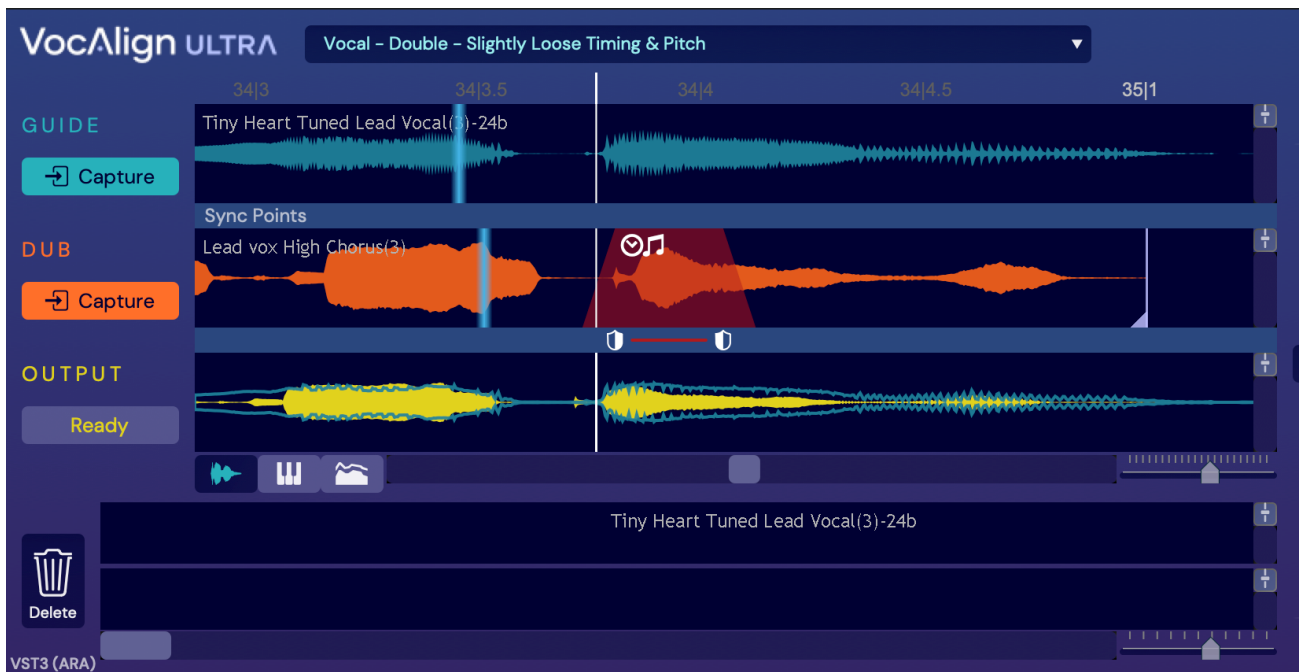 VocAlign ULTRA
Vocal - Double - Slightly Loose Timing & Pitch
34|3 34|3.5 34|4 34|4.5 35|1
GUIDE
Tiny Heart Tuned Lead Vocal(3)-24b
Capture
Sync Points
DUB
Lead vox High Chorus(3)
Capture
OUTPUT
Ready
Tiny Heart Tuned Lead Vocal(3)-24b
Delete
VST3 (ARA)